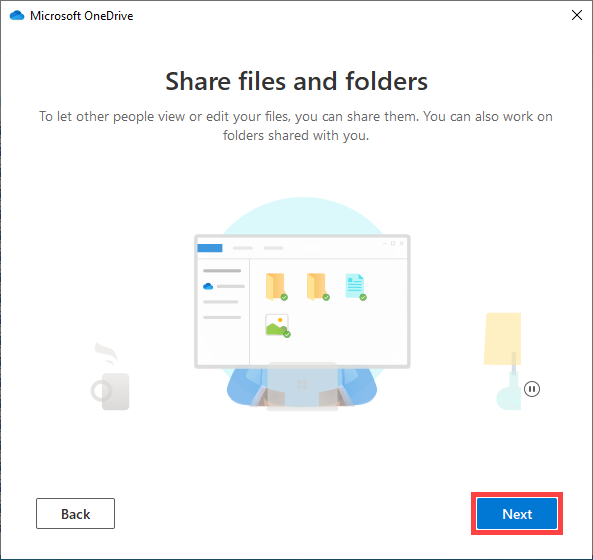 Microsoft OneDrive
Share files and folders
To let other people view or edit your files, you can share them. You can also work on
folders shared with you.
Back
Next